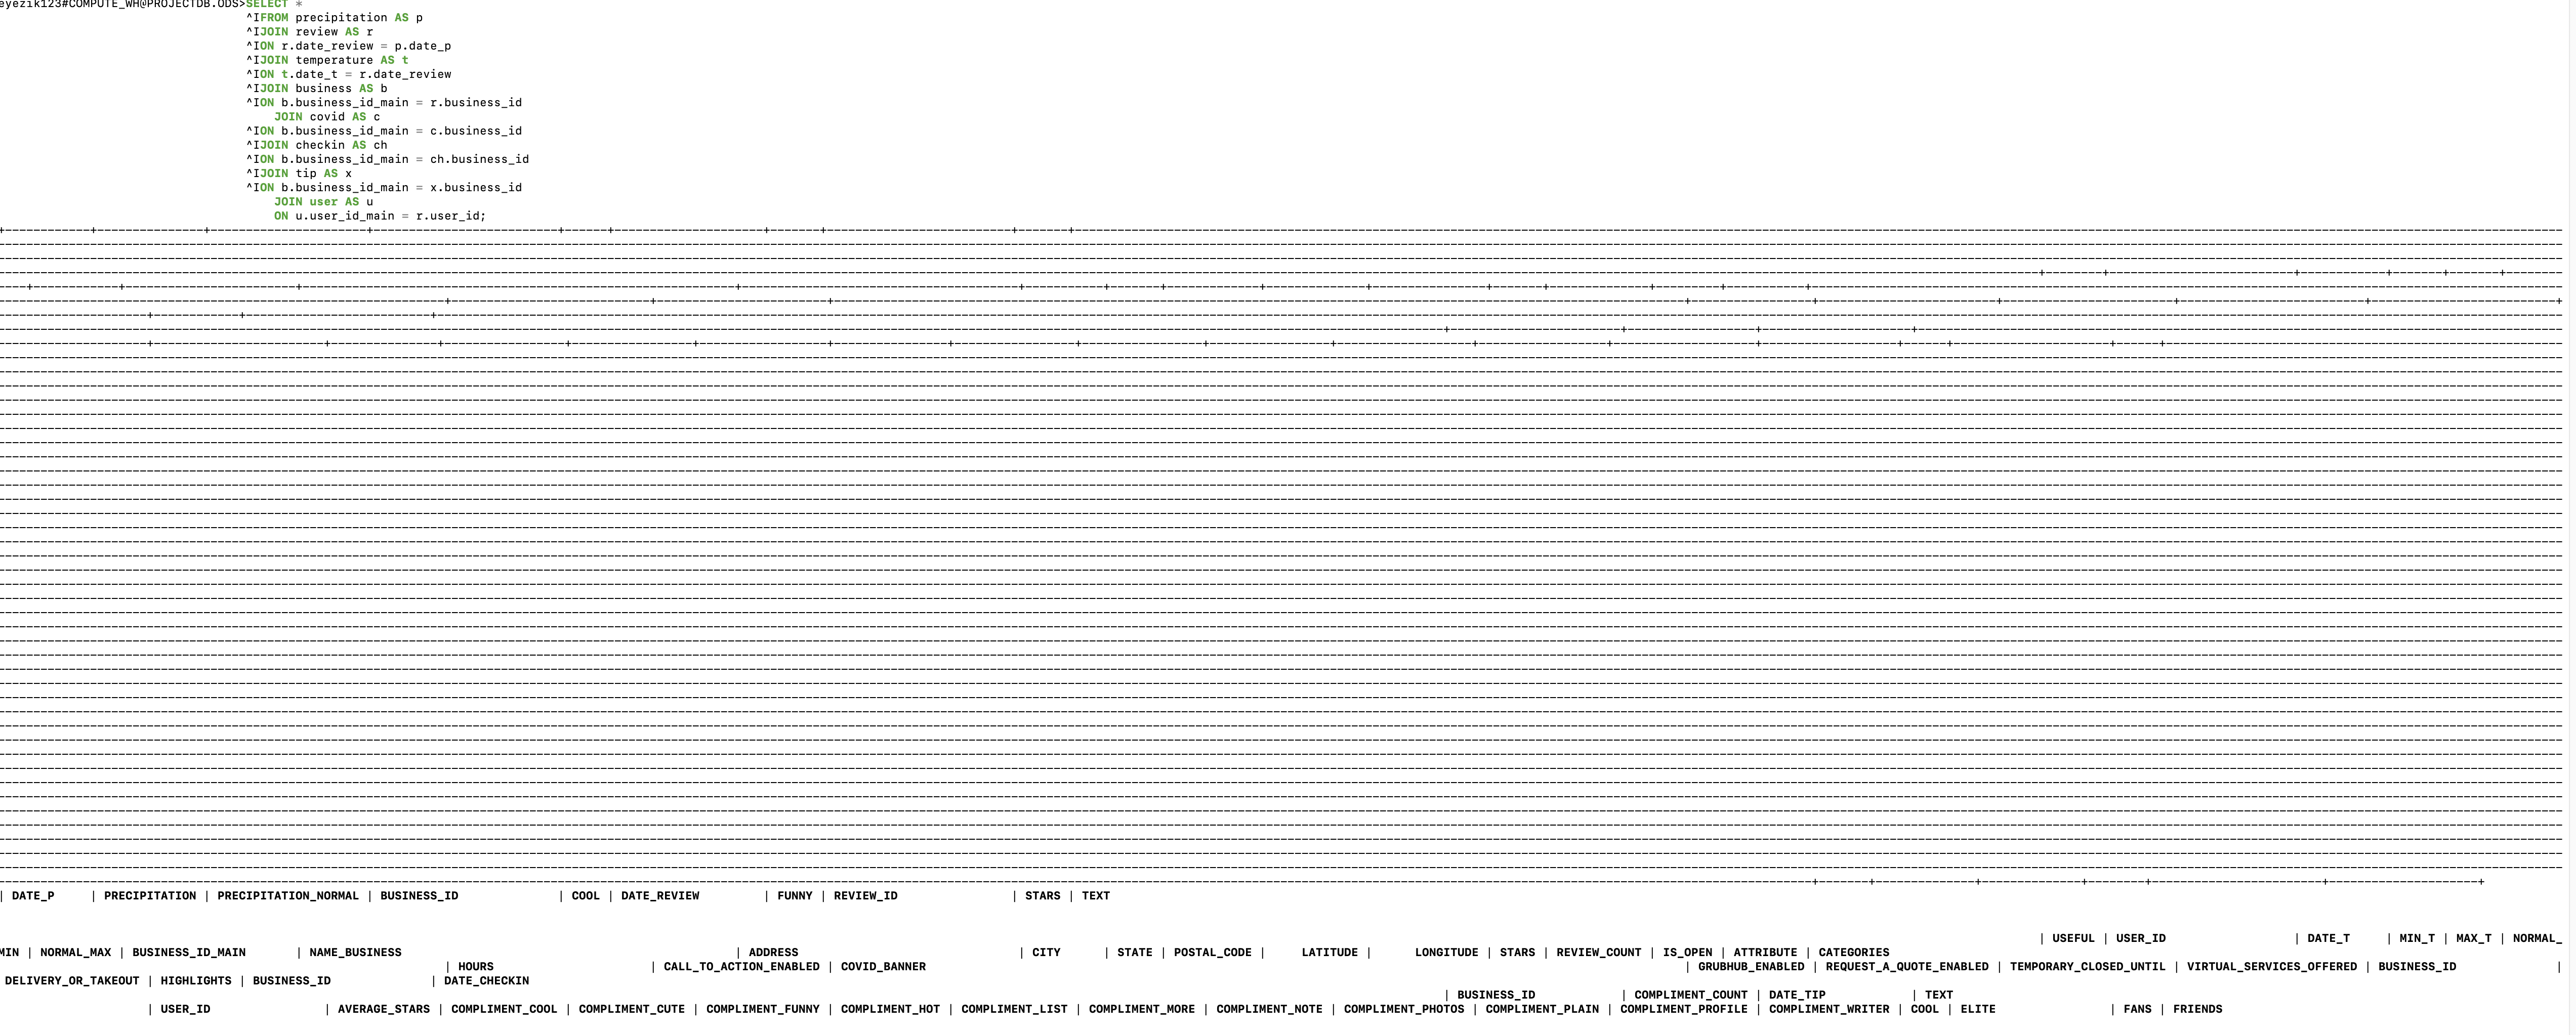 eyezik123#COMPUTE_WH@PROJECTDB.ODS>SELECT *
^IFROM precipitation AS p
^IJOIN review AS r
^ION r.date_review = p.date_p
^IJOIN temperature AS t
^ION t.date_t = r.date_review
^IJOIN business AS b
^ION b.business_id_main = r.business_id
JOIN covid AS c
^ION b.business_id_main = c.business_id
^IJOIN checkin AS ch
^ION b.business_id_main = ch.business_id
^IJOIN tip AS x
^ION b.business_id_main = x.business_id
JOIN user AS u
ON u.user_id_main = r.user_id;
| DATE_P | PRECIPITATION | PRECIPITATION_NORMAL | BUSINESS_ID | COOL | DATE_REVIEW | FUNNY | REVIEW_ID | STARS | TEXT
| USEFUL | USER_ID | DATE_T | MIN_T | MAX_T | NORMAL_
MIN | NORMAL_MAX | BUSINESS_ID_MAIN | NAME_BUSINESS | ADDRESS | CITY | STATE | POSTAL_CODE | LATITUDE | LONGITUDE | STARS | REVIEW_COUNT | IS_OPEN | ATTRIBUTE | CATEGORIES
| HOURS | CALL_TO_ACTION_ENABLED | COVID_BANNER | GRUBHUB_ENABLED | REQUEST_A_QUOTE_ENABLED | TEMPORARY_CLOSED_UNTIL | VIRTUAL_SERVICES_OFFERED | BUSINESS_ID |
DELIVERY_OR_TAKEOUT | HIGHLIGHTS | BUSINESS_ID | DATE_CHECKIN
| BUSINESS_ID | COMPLIMENT_COUNT | DATE_TIP | TEXT
| USER_ID | AVERAGE_STARS | COMPLIMENT_COOL | COMPLIMENT_CUTE | COMPLIMENT_FUNNY | COMPLIMENT_HOT | COMPLIMENT_LIST | COMPLIMENT_MORE | COMPLIMENT_NOTE | COMPLIMENT_PHOTOS | COMPLIMENT_PLAIN | COMPLIMENT_PROFILE | COMPLIMENT_WRITER | COOL | ELITE | FANS | FRIENDS